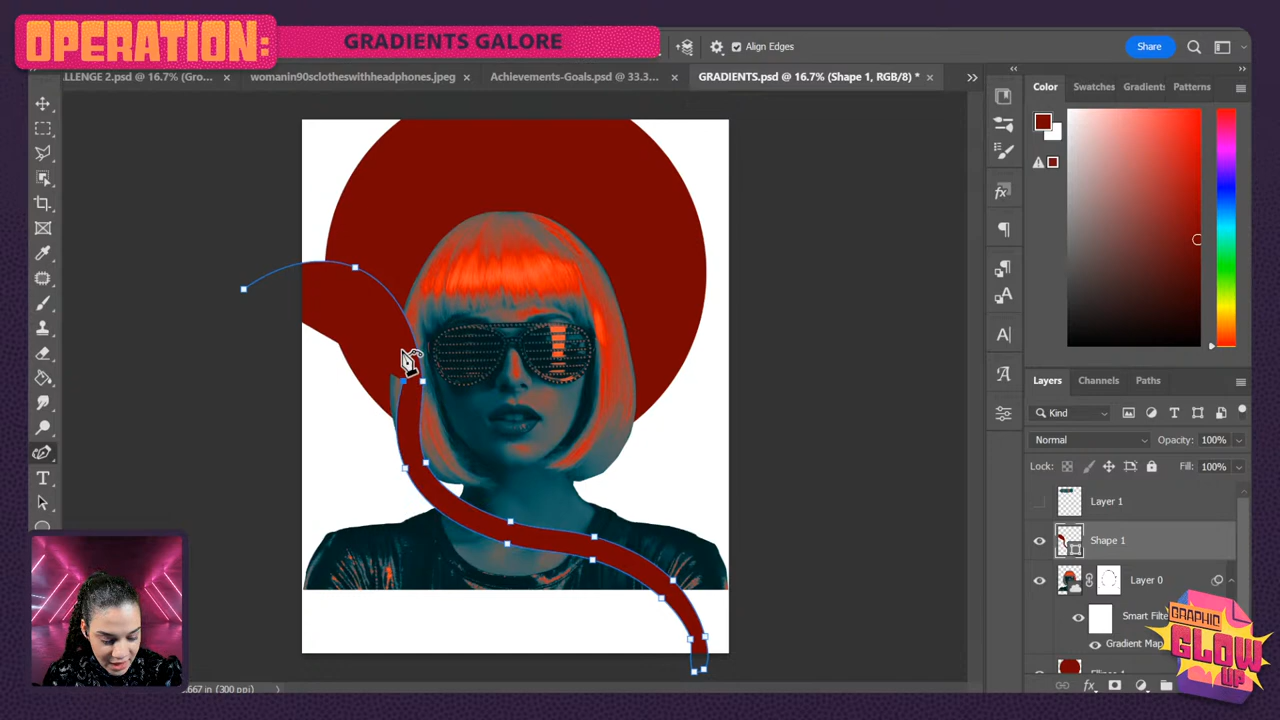 OPERATION:
GRADIENTS GALORE
Align Edges
Share
LLENGE 2.psd @ 16.7% (Gro...
womanin90sclotheswithheadphones.jpeg
Achievements-Goals.psd @ 33.3...
GRADIENTS.psd @ 16.7% (Shape 1, RGB/8) *
Color
Swatches
Gradient
Patterns
Layers
Channels
Paths
Kind
Normal
Opacity: 100%
Lock:
Fill: 100%
Layer 1
Shape 1
Layer 0
Smart Filte
Gradient Map
GRAPHIC
GLOW
UP
.667 in (300 ppi)